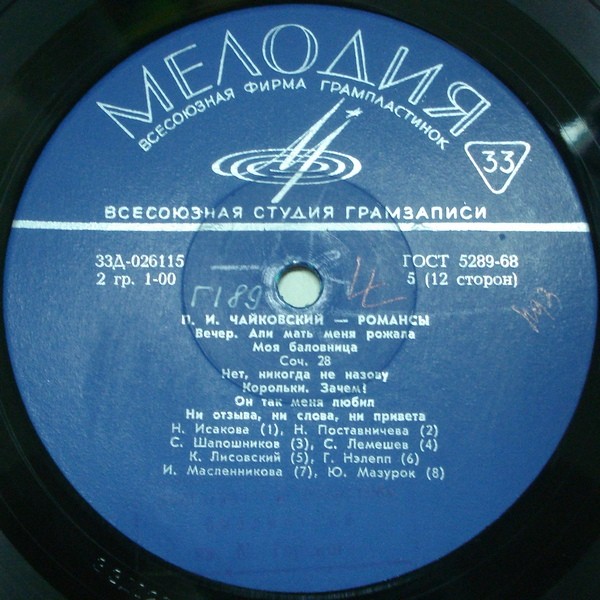 МЕЛОДИЯ
ВСЕСОЮЗНАЯ ФИРМА ГРАМПЛАСТИНОК
33
ВСЕСОЮЗНАЯ СТУДИЯ ГРАМЗАПИСИ
33Д-026115 ГОСТ 5289-68
2 гр. 1-00 5 (12 сторон)
Г189
П. И. ЧАЙКОВСКИЙ — РОМАНСЫ
Вечер. Али мать меня рожала
Моя баловница
Соч. 28
Нет, никогда не назову
Корольки. Зачем!
Он так меня любил
Ни отзыва, ни слова, ни привета
Н. Исакова (1), Н. Поставничева (2)
С. Шапошников (3), С. Лемешев (4)
К. Лисовский (5), Г. Нэлепп (6)
И. Масленникова (7), Ю. Мазурок (8)